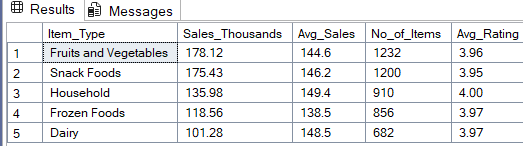 Results Messages
Item_Type Sales_Thousands Avg_Sales No_of_Items Avg_Rating
1 Fruits and Vegetables 178.12 144.6 1232 3.96
2 Snack Foods 175.43 146.2 1200 3.95
3 Household 135.98 149.4 910 4.00
4 Frozen Foods 118.56 138.5 856 3.97
5 Dairy 101.28 148.5 682 3.97